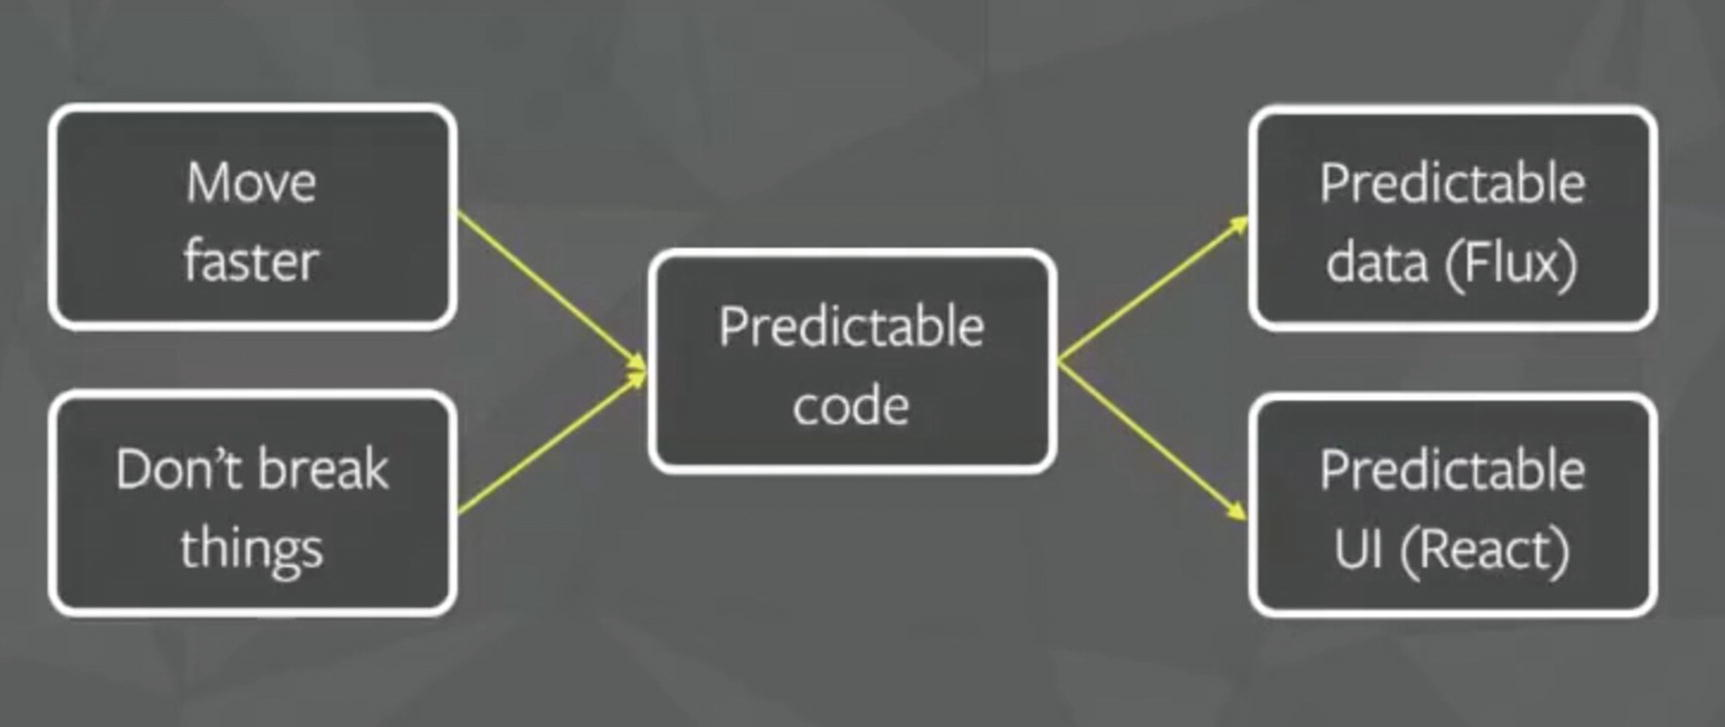 Move
faster
Don't break
things
Predictable
code
Predictable
data (Flux)
Predictable
UI (React)